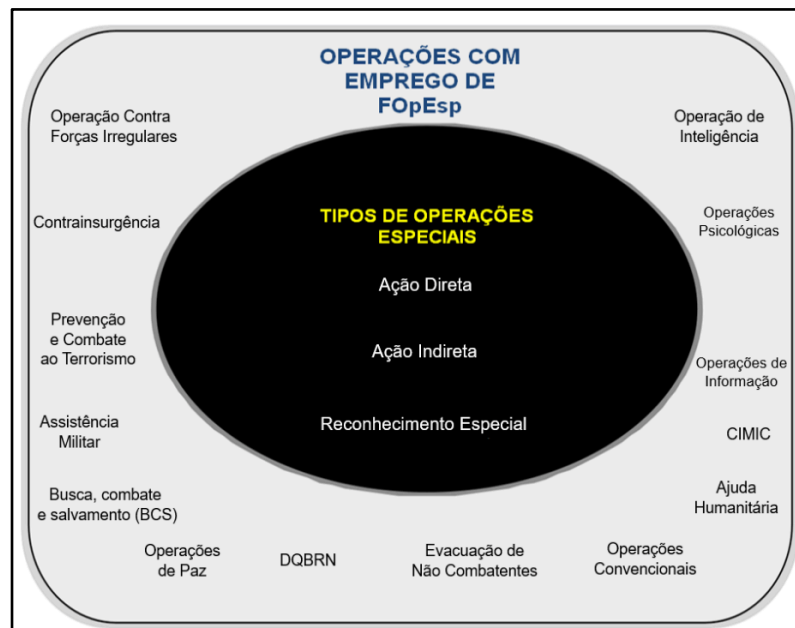 OPERAÇÕES COM
EMPREGO DE
FOpEsp
Operação Contra
Forças Irregulares
Operação de
Inteligência
TIPOS DE OPERAÇÕES
ESPECIAIS
Contrainsurgência
Operações
Psicológicas
Ação Direta
Prevenção
e Combate
ao Terrorismo
Ação Indireta
Operações de
Informação
Assistência
Militar
Reconhecimento Especial
CIMIC
Busca, combate
e salvamento (BCS)
Ajuda
Humanitária
Operações
de Paz
DQBRN
Evacuação de
Não Combatentes
Operações
Convencionais